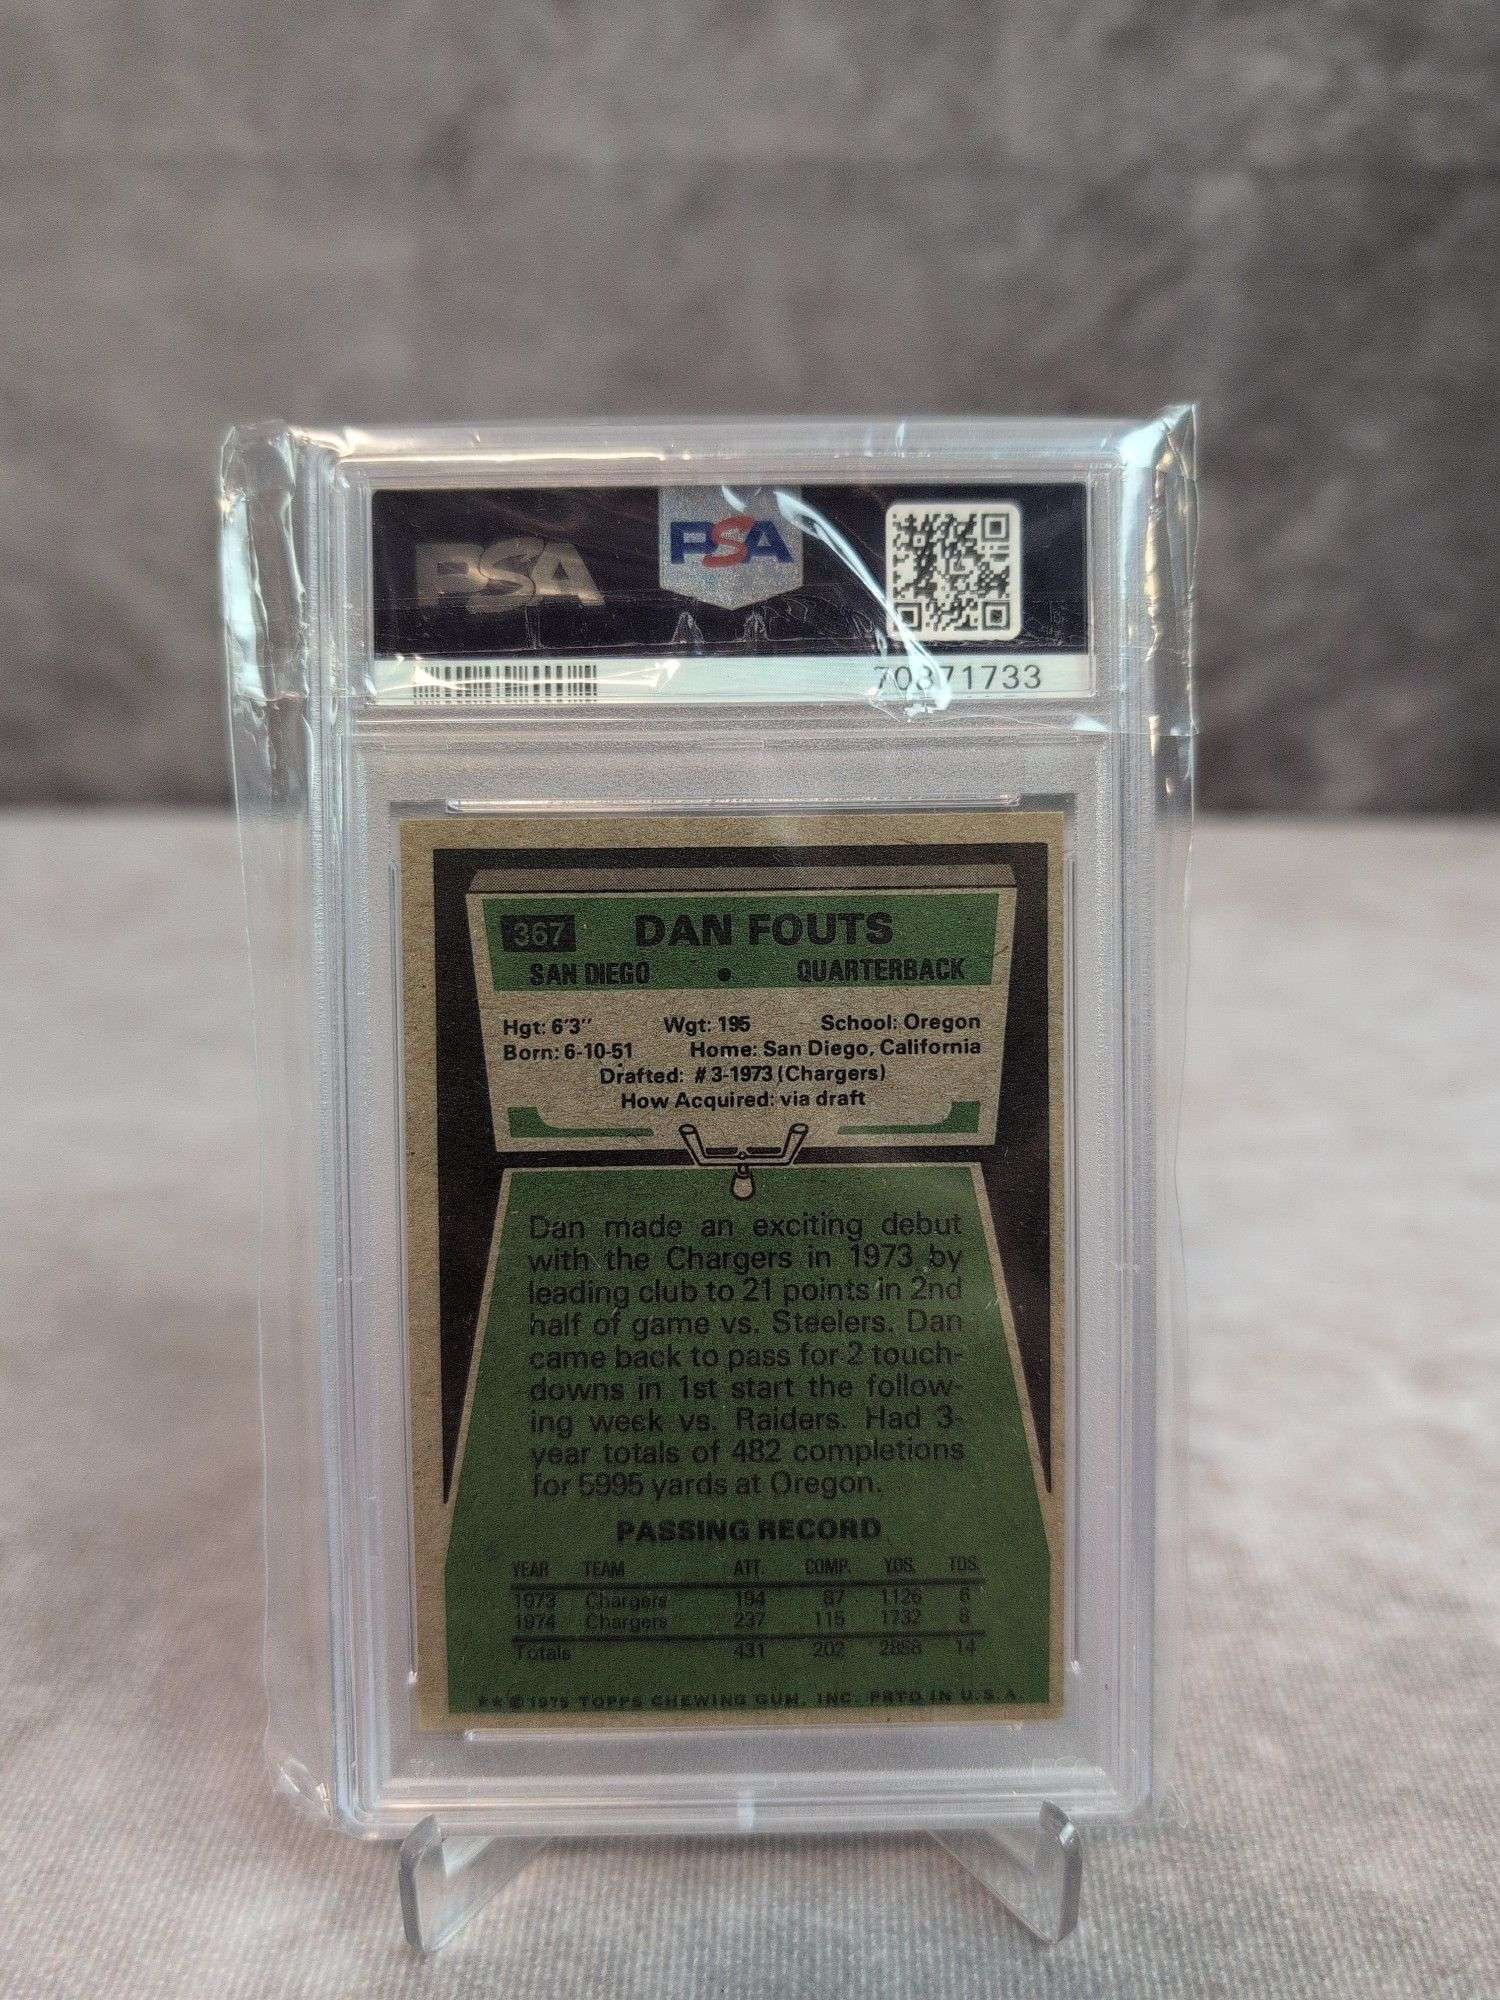 PSA
PSA
70371733
367 DAN FOUTS
SAN DIEGO • QUARTERBACK
Hgt: 6'3" Wgt: 195 School: Oregon
Born: 6-10-51 Home: San Diego, California
Drafted: #3-1973 (Chargers)
How Acquired: via draft
Dan made an exciting debut
with the Chargers in 1973 by
leading club to 21 points in 2nd
half of game vs. Steelers. Dan
came back to pass for 2 touch-
downs in 1st start the follow-
ing week vs. Raiders. Had 3-
year totals of 482 completions
for 5995 yards at Oregon.
PASSING RECORD
YEAR TEAM ATT. COMP. YDS. TDS.
1973 Chargers 194 87 1126 6
1974 Chargers 237 115 1732 8
Totals 431 202 2858 14
**©1975 TOPPS CHEWING GUM, INC. PRTD IN U.S.A.